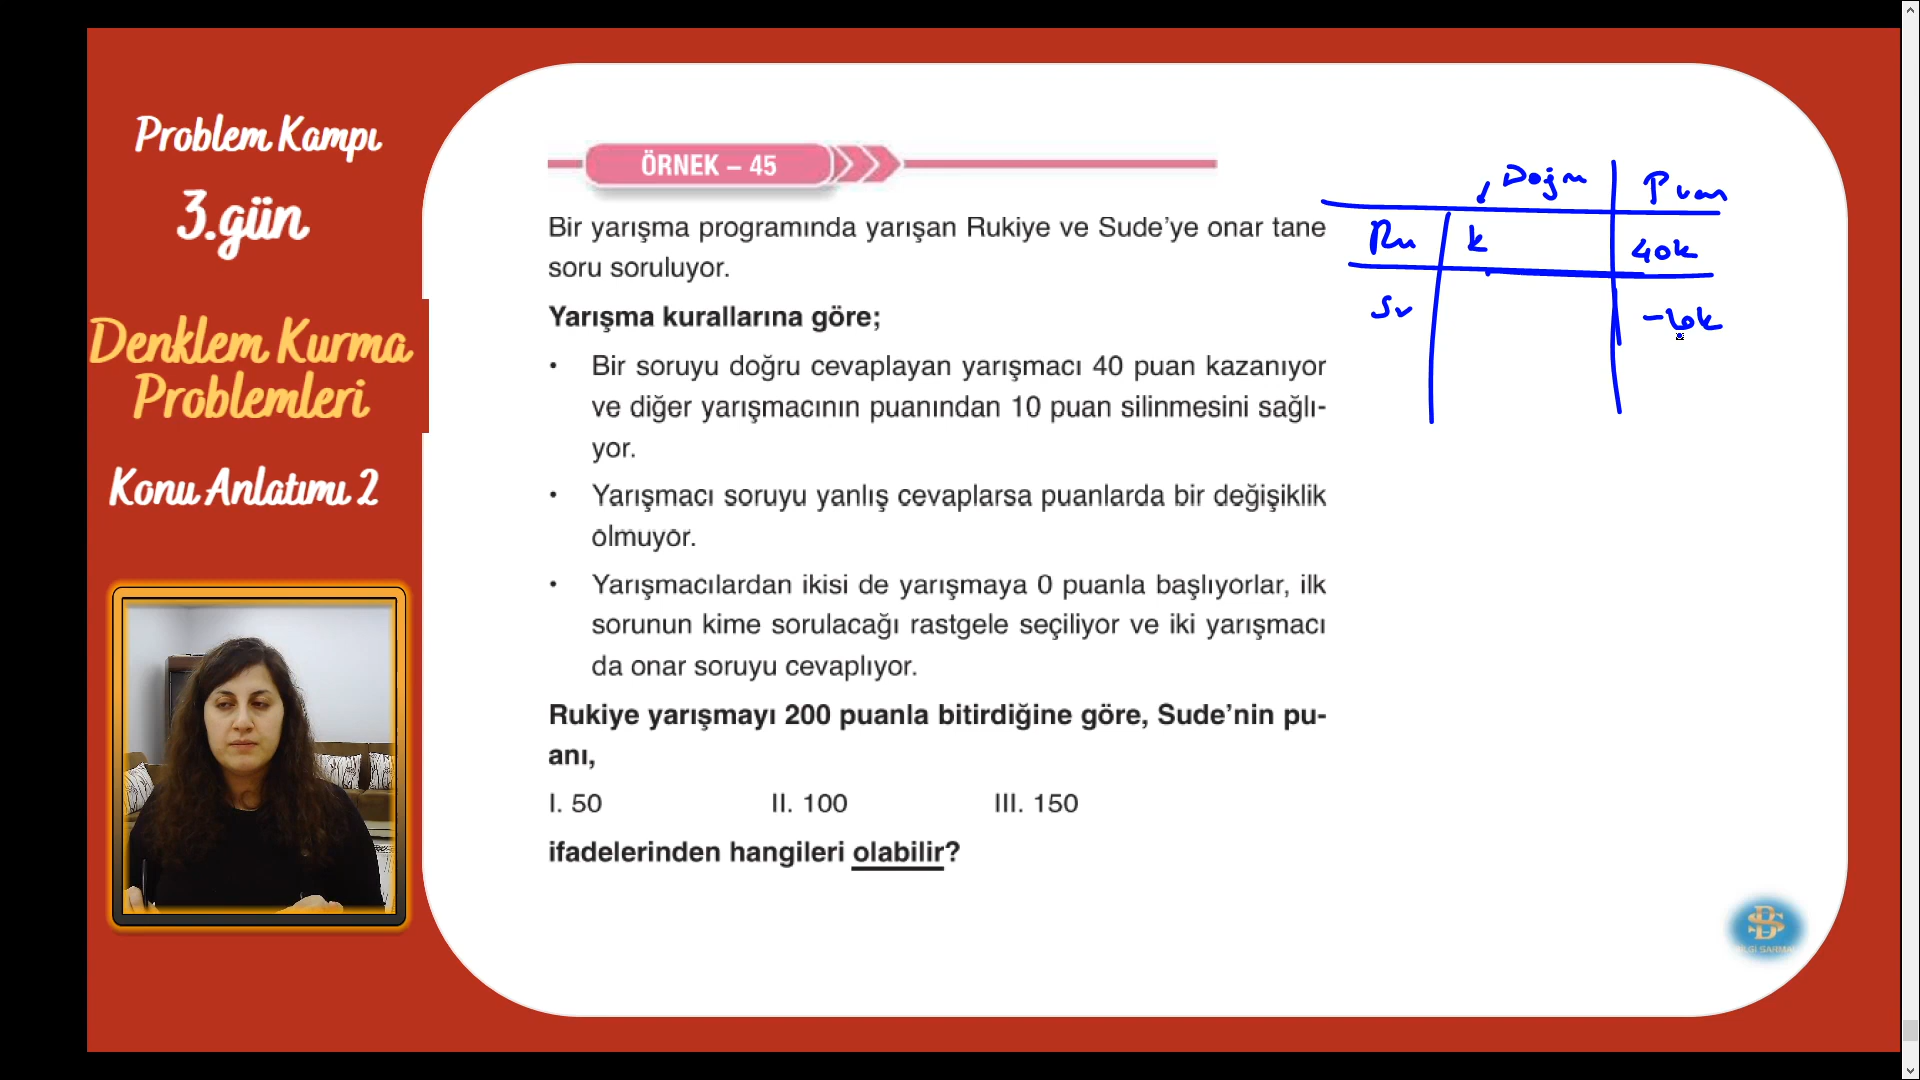 Problem Kampı
3.gün
Denklem Kurma
Problemleri
Konu Anlatımı 2
ÖRNEK – 45
Bir yarışma programında yarışan Rukiye ve Sude'ye onar tane
soru soruluyor.
Yarışma kurallarına göre;
• Bir soruyu doğru cevaplayan yarışmacı 40 puan kazanıyor
ve diğer yarışmacının puanından 10 puan silinmesini sağlı-
yor.
• Yarışmacı soruyu yanlış cevaplarsa puanlarda bir değişiklik
olmuyor.
• Yarışmacılardan ikisi de yarışmaya 0 puanla başlıyorlar, ilk
sorunun kime sorulacağı rastgele seçiliyor ve iki yarışmacı
da onar soruyu cevaplıyor.
Rukiye yarışmayı 200 puanla bitirdiğine göre, Sude'nin pu-
anı,
I. 50 II. 100 III. 150
ifadelerinden hangileri olabilir?
Doğru Puan
Ru k 40k
Su -10k
BİLGİ SARMAL